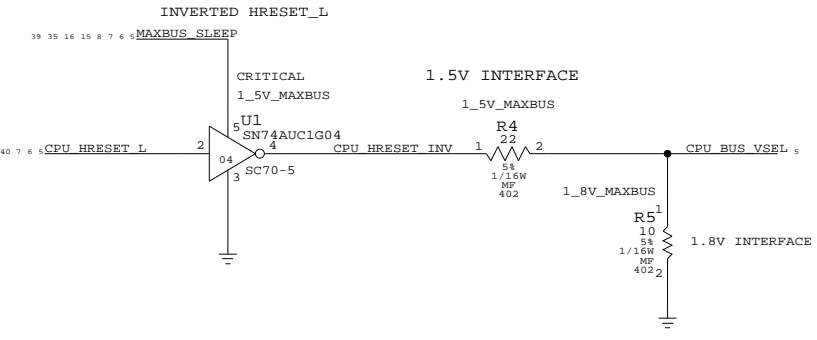 INVERTED HRESET_L
39 35 16 15 8 7 6 5 MAXBUS_SLEEP
CRITICAL
1_5V_MAXBUS
1.5V INTERFACE
1_5V_MAXBUS
5 U1
SN74AUC1G04
R4
22
40 7 6 5 CPU_HRESET_L 2
04
4 CPU_HRESET_INV 1 2
CPU_BUS_VSEL 5
3 SC70-5
5%
1/16W
MF
402
1_8V_MAXBUS
R5 1
10
5%
1/16W
MF
402 2
1.8V INTERFACE